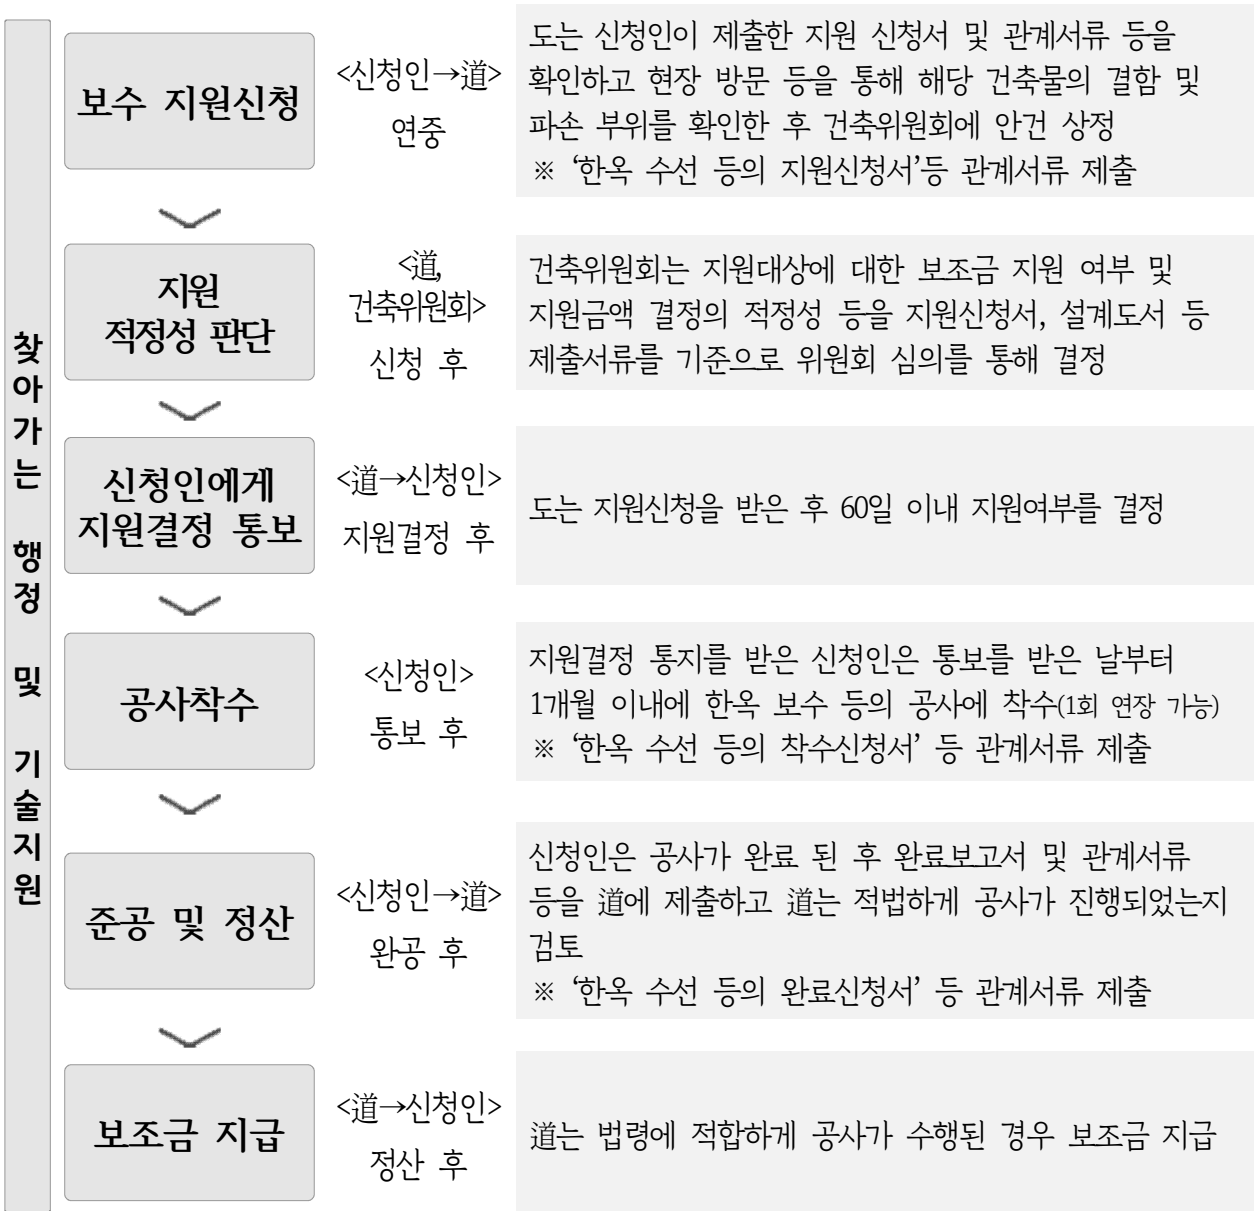 찾아가는 행정 및 기술지원
보수 지원신청
<신청인→道>
연중
도는 신청인이 제출한 지원 신청서 및 관계서류 등을
확인하고 현장 방문 등을 통해 해당 건축물의 결함 및
파손 부위를 확인한 후 건축위원회에 안건 상정
※ ‘한옥 수선 등의 지원신청서’등 관계서류 제출
지원
적정성 판단
<道,
건축위원회>
신청 후
건축위원회는 지원대상에 대한 보조금 지원 여부 및
지원금액 결정의 적정성 등을 지원신청서, 설계도서 등
제출서류를 기준으로 위원회 심의를 통해 결정
신청인에게
지원결정 통보
<道→신청인>
지원결정 후
도는 지원신청을 받은 후 60일 이내 지원여부를 결정
공사착수
<신청인>
통보 후
지원결정 통지를 받은 신청인은 통보를 받은 날부터
1개월 이내에 한옥 보수 등의 공사에 착수(1회 연장 가능)
※ ‘한옥 수선 등의 착수신청서’ 등 관계서류 제출
준공 및 정산
<신청인→道>
완공 후
신청인은 공사가 완료 된 후 완료보고서 및 관계서류
등을 道에 제출하고 道는 적법하게 공사가 진행되었는지
검토
※ ‘한옥 수선 등의 완료신청서’ 등 관계서류 제출
보조금 지급
<道→신청인>
정산 후
道는 법령에 적합하게 공사가 수행된 경우 보조금 지급